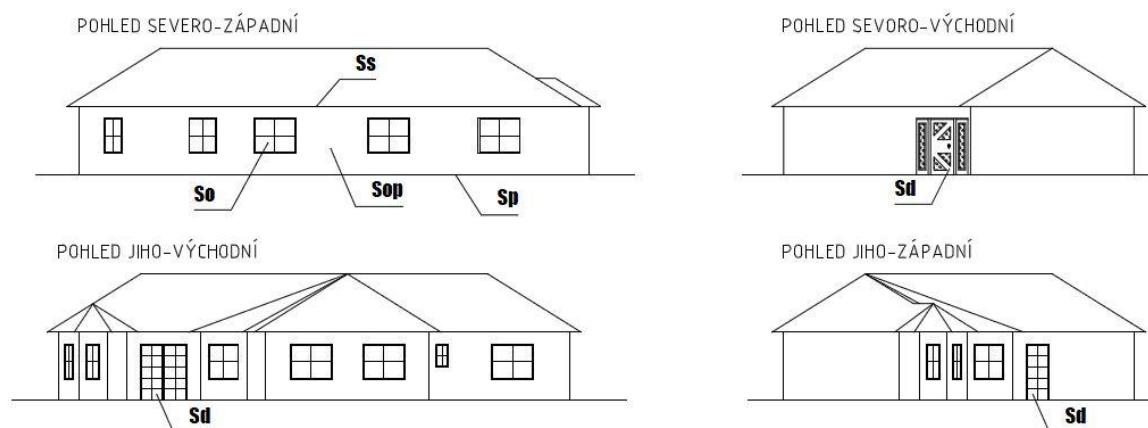 POHLED SEVERO-ZÁPADNÍ
Ss
So
Sop
Sp
POHLED SEVORO-VÝCHODNÍ
Sd
POHLED JIHO-VÝCHODNÍ
Sd
POHLED JIHO-ZÁPADNÍ
Sd